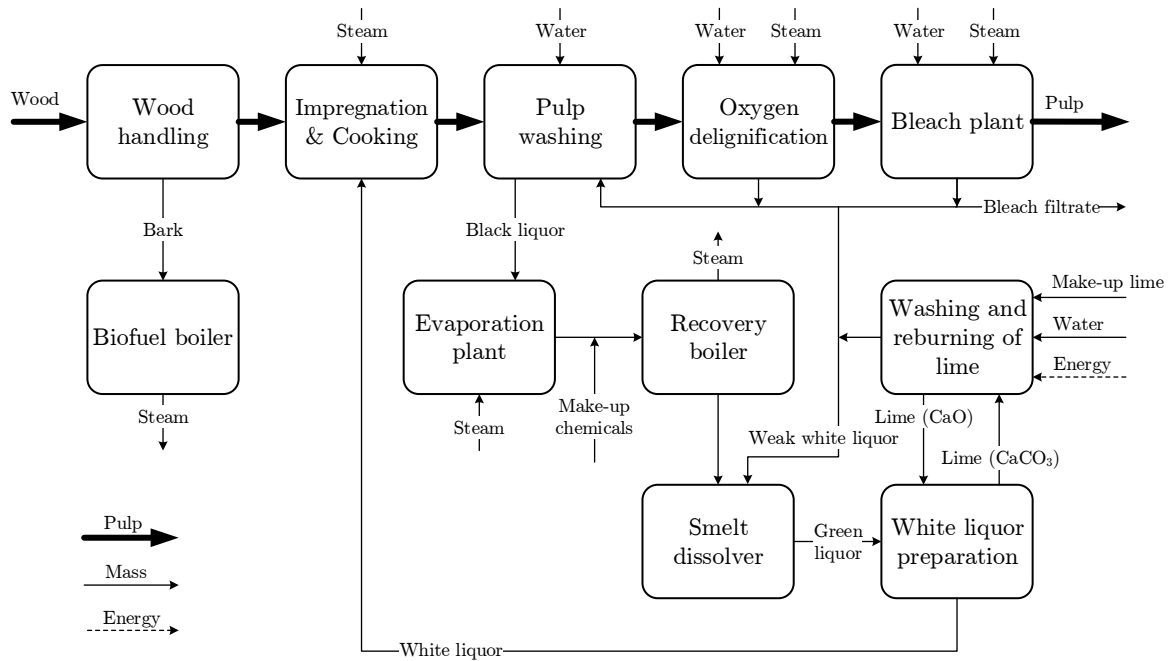 Steam
Water
Water
Steam
Water
Steam
Wood
Wood
handling
Impregnation
& Cooking
Pulp
washing
Oxygen
delignification
Bleach plant
Pulp
Bleach filtrate
Bark
Black liquor
Steam
Biofuel boiler
Evaporation
plant
Recovery
boiler
Washing and
reburning of
lime
Make-up lime
Water
Energy
Steam
Steam
Make-up
chemicals
Weak white liquor
Lime (CaO)
Lime (CaCO₃)
Smelt
dissolver
Green
liquor
White liquor
preparation
Pulp
Mass
Energy
White liquor